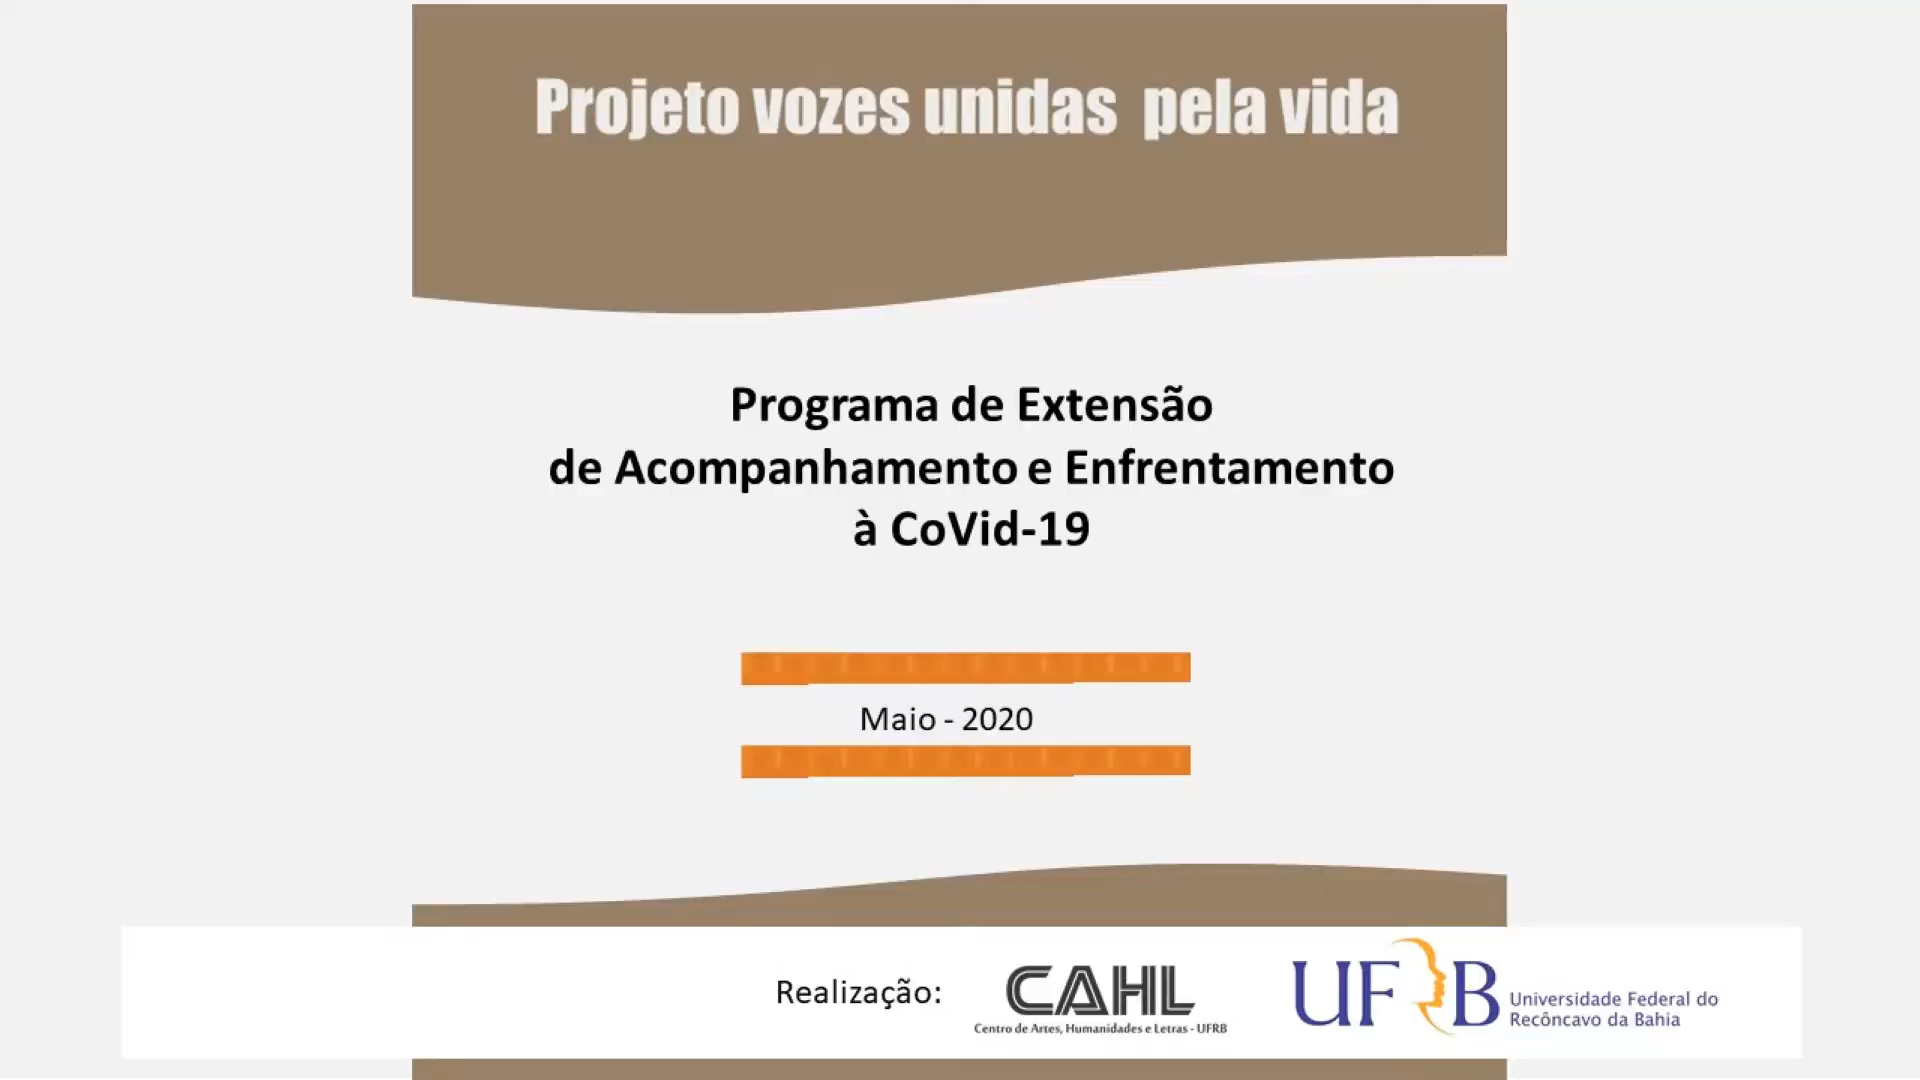 Projeto vozes unidas pela vida
Programa de Extensão
de Acompanhamento e Enfrentamento
à CoVid-19
Maio - 2020
Realização:
CAHL
Centro de Artes, Humanidades e Letras - UFRB
UFRB
Universidade Federal do
Recôncavo da Bahia